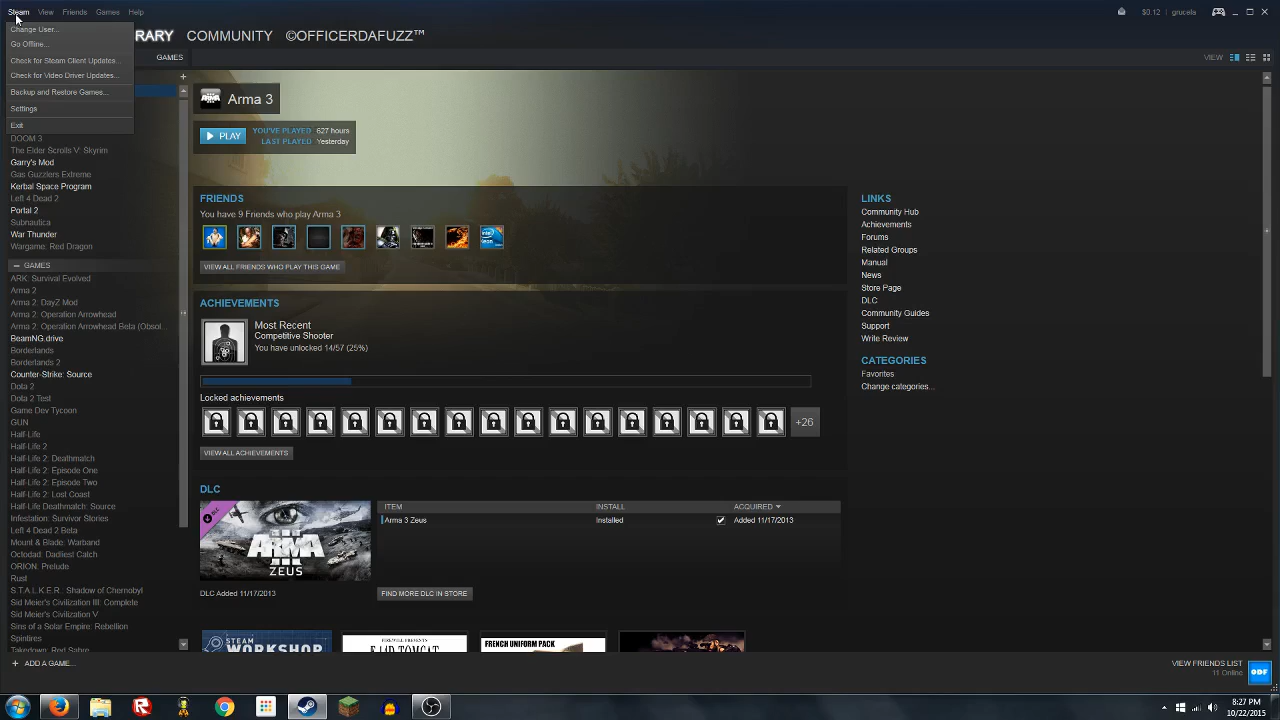 Steam View Friends Games Help
$0.12 grucels
Change User...
RARY COMMUNITY ©OFFICERDAFUZZ™
Go Offline...
GAMES VIEW
Check for Steam Client Updates...
Check for Video Driver Updates...
Backup and Restore Games...
Settings
Exit
DOOM 3
The Elder Scrolls V: Skyrim
Garry's Mod
Gas Guzzlers Extreme
Kerbal Space Program
Left 4 Dead 2
Portal 2
Subnautica
War Thunder
Wargame: Red Dragon
GAMES
ARK: Survival Evolved
Arma 2
Arma 2: DayZ Mod
Arma 2: Operation Arrowhead
Arma 2: Operation Arrowhead Beta (Obsol...
BeamNG.drive
Borderlands
Borderlands 2
Counter-Strike: Source
Dota 2
Dota 2 Test
Game Dev Tycoon
GUN
Half-Life
Half-Life 2
Half-Life 2: Deathmatch
Half-Life 2: Episode One
Half-Life 2: Episode Two
Half-Life 2: Lost Coast
Half-Life Deathmatch: Source
Infestation: Survivor Stories
Left 4 Dead 2 Beta
Mount & Blade: Warband
Octodad: Dadliest Catch
ORION: Prelude
Rust
S.T.A.L.K.E.R.: Shadow of Chernobyl
Sid Meier's Civilization III: Complete
Sid Meier's Civilization V
Sins of a Solar Empire: Rebellion
Spintires
Takedown: Red Sabre
ADD A GAME...
Arma 3
PLAY
YOU'VE PLAYED 627 hours
LAST PLAYED Yesterday
FRIENDS
You have 9 Friends who play Arma 3
VIEW ALL FRIENDS WHO PLAY THIS GAME
ACHIEVEMENTS
Most Recent
Competitive Shooter
You have unlocked 14/57 (25%)
Locked achievements
+26
VIEW ALL ACHIEVEMENTS
DLC
ARMA III
ZEUS
DLC Added 11/17/2013
ITEM INSTALL ACQUIRED
Arma 3 Zeus Installed Added 11/17/2013
FIND MORE DLC IN STORE
STEAM
WORKSHOP
FRENCH UNIFORM PACK
LINKS
Community Hub
Achievements
Forums
Related Groups
Manual
News
Store Page
DLC
Community Guides
Support
Write Review
CATEGORIES
Favorites
Change categories...
VIEW FRIENDS LIST
11 Online
ODF
8:27 PM
10/22/2015